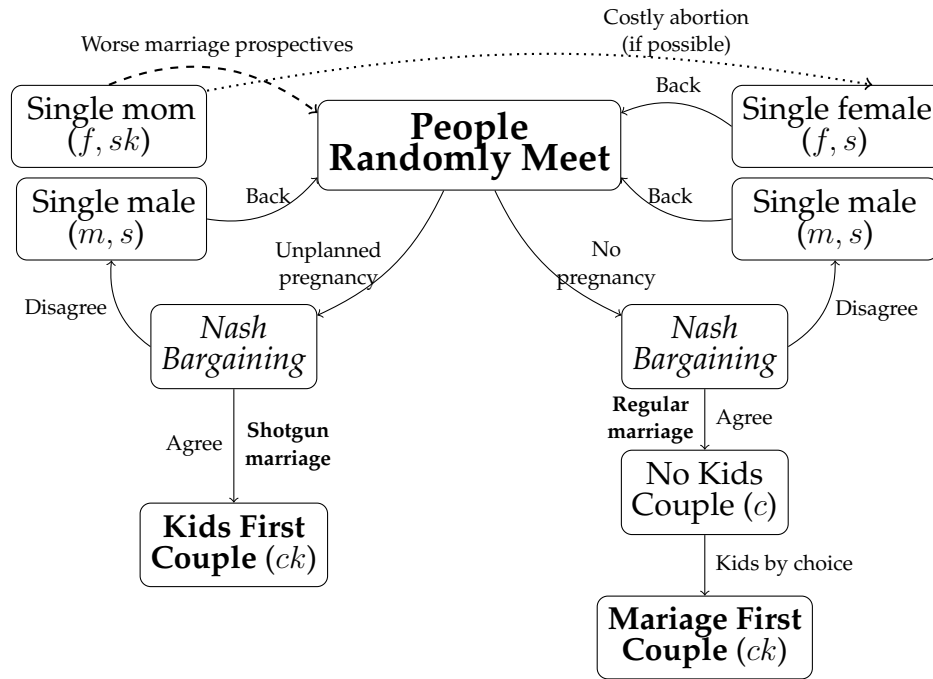 Costly abortion
(if possible)
Worse marriage prospectives
Single mom
(f, sk)
People
Randomly Meet
Back
Single female
(f, s)
Single male
(m, s)
Back
Back
Single male
(m, s)
Unplanned
pregnancy
No
pregnancy
Disagree
Nash
Bargaining
Nash
Bargaining
Disagree
Agree
Shotgun
marriage
Regular
marriage
Agree
No Kids
Couple (c)
Kids First
Couple (ck)
Kids by choice
Mariage First
Couple (ck)